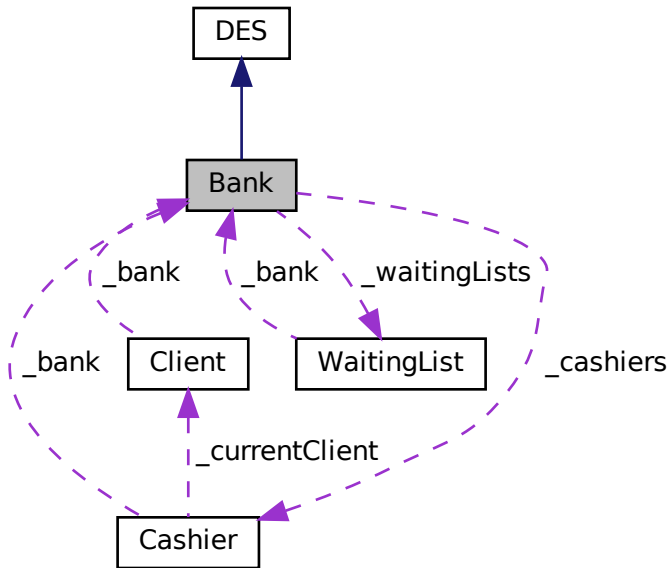 DES
Bank
_bank
_bank
_waitingLists
_bank
Client
WaitingList
_cashiers
_currentClient
Cashier